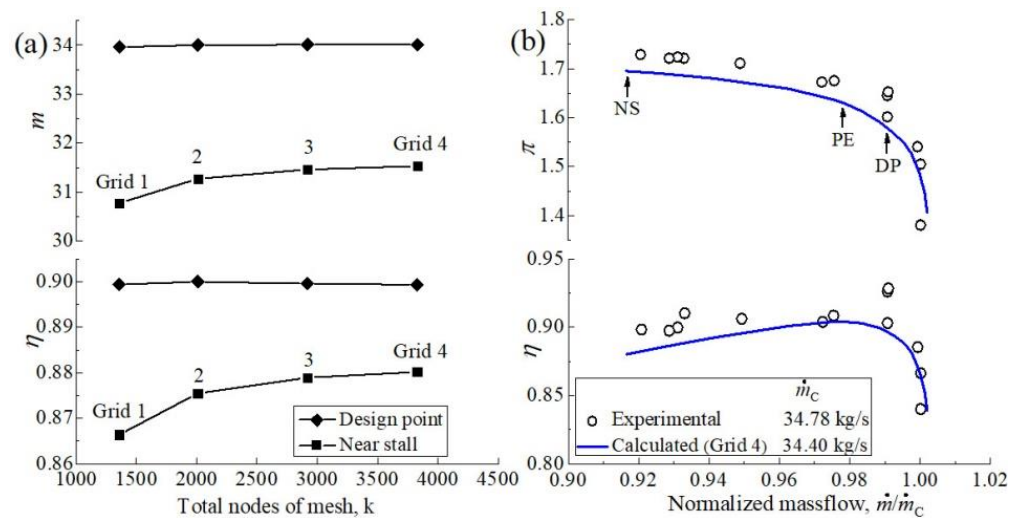 (a)
34
33
32
31
30
m
Grid 1
2
3
Grid 4
0.90
0.89
0.88
0.87
0.86
η
Grid 1
2
3
Grid 4
Design point
Near stall
1000 1500 2000 2500 3000 3500 4000 4500
Total nodes of mesh, k
(b)
1.8
1.7
1.6
1.5
1.4
π
NS
PE
DP
0.95
0.90
0.85
0.80
η
ṁC
Experimental 34.78 kg/s
Calculated (Grid 4) 34.40 kg/s
0.90 0.92 0.94 0.96 0.98 1.00 1.02
Normalized massflow, ṁ/ṁC